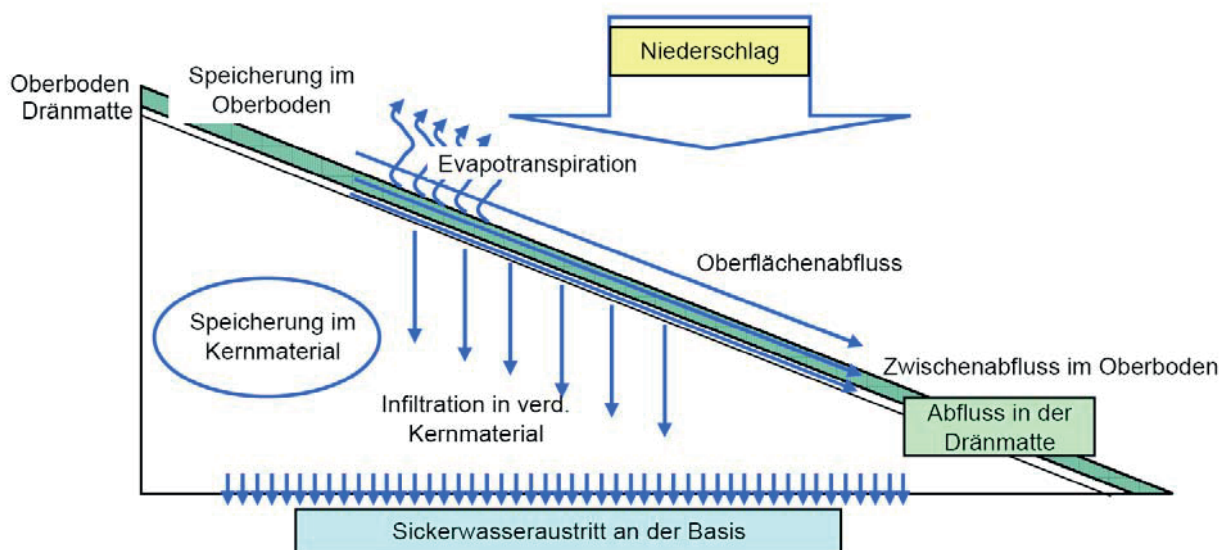 Niederschlag
Oberboden
Dränmatte
Speicherung im
Oberboden
Evapotranspiration
Oberflächenabfluss
Speicherung im
Kernmaterial
Zwischenabfluss im Oberboden
Infiltration in verd.
Kernmaterial
Abfluss in der
Dränmatte
Sickerwasseraustritt an der Basis